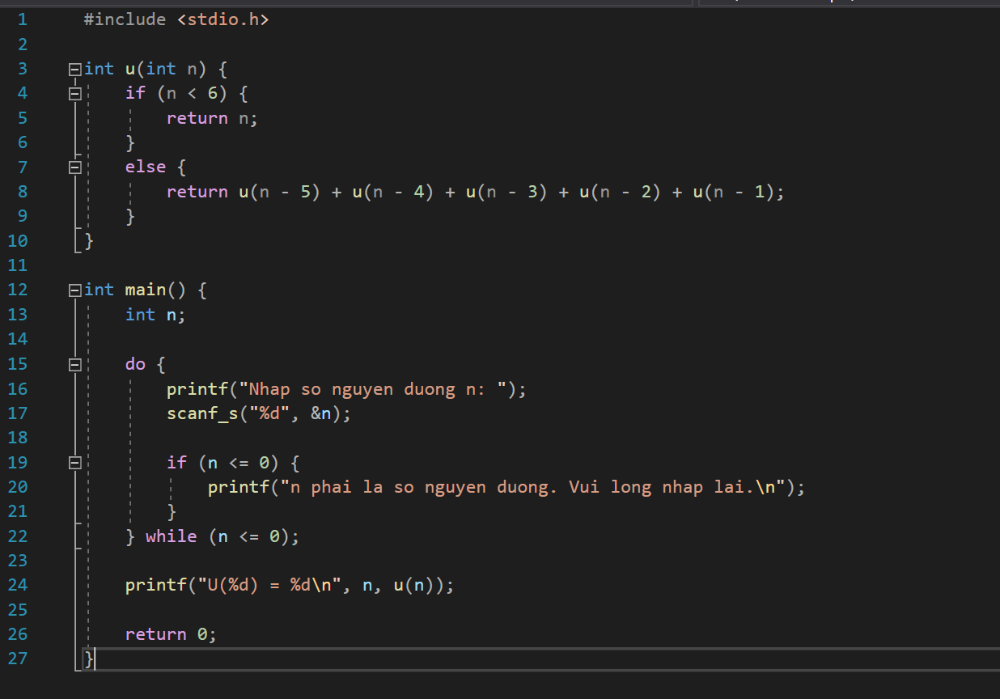 1 #include <stdio.h>
2
3 int u(int n) {
4     if (n < 6) {
5         return n;
6     }
7     else {
8         return u(n - 5) + u(n - 4) + u(n - 3) + u(n - 2) + u(n - 1);
9     }
10 }
11
12 int main() {
13     int n;
14
15     do {
16         printf("Nhap so nguyen duong n: ");
17         scanf_s("%d", &n);
18
19         if (n <= 0) {
20             printf("n phai la so nguyen duong. Vui long nhap lai.\n");
21         }
22     } while (n <= 0);
23
24     printf("U(%d) = %d\n", n, u(n));
25
26     return 0;
27 }